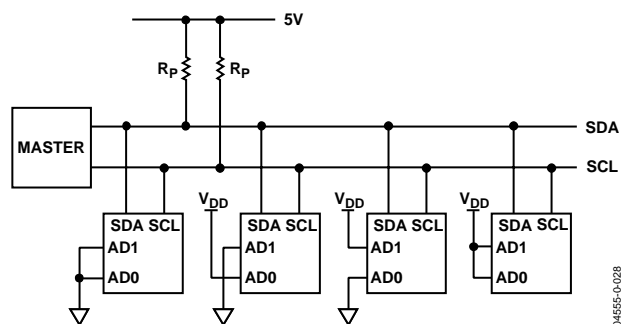 5V
RP RP
SDA
MASTER
SCL
VDD VDD VDD
SDA SCL SDA SCL SDA SCL SDA SCL
AD1 AD1 AD1 AD1
AD0 AD0 AD0 AD0
04555-0-028